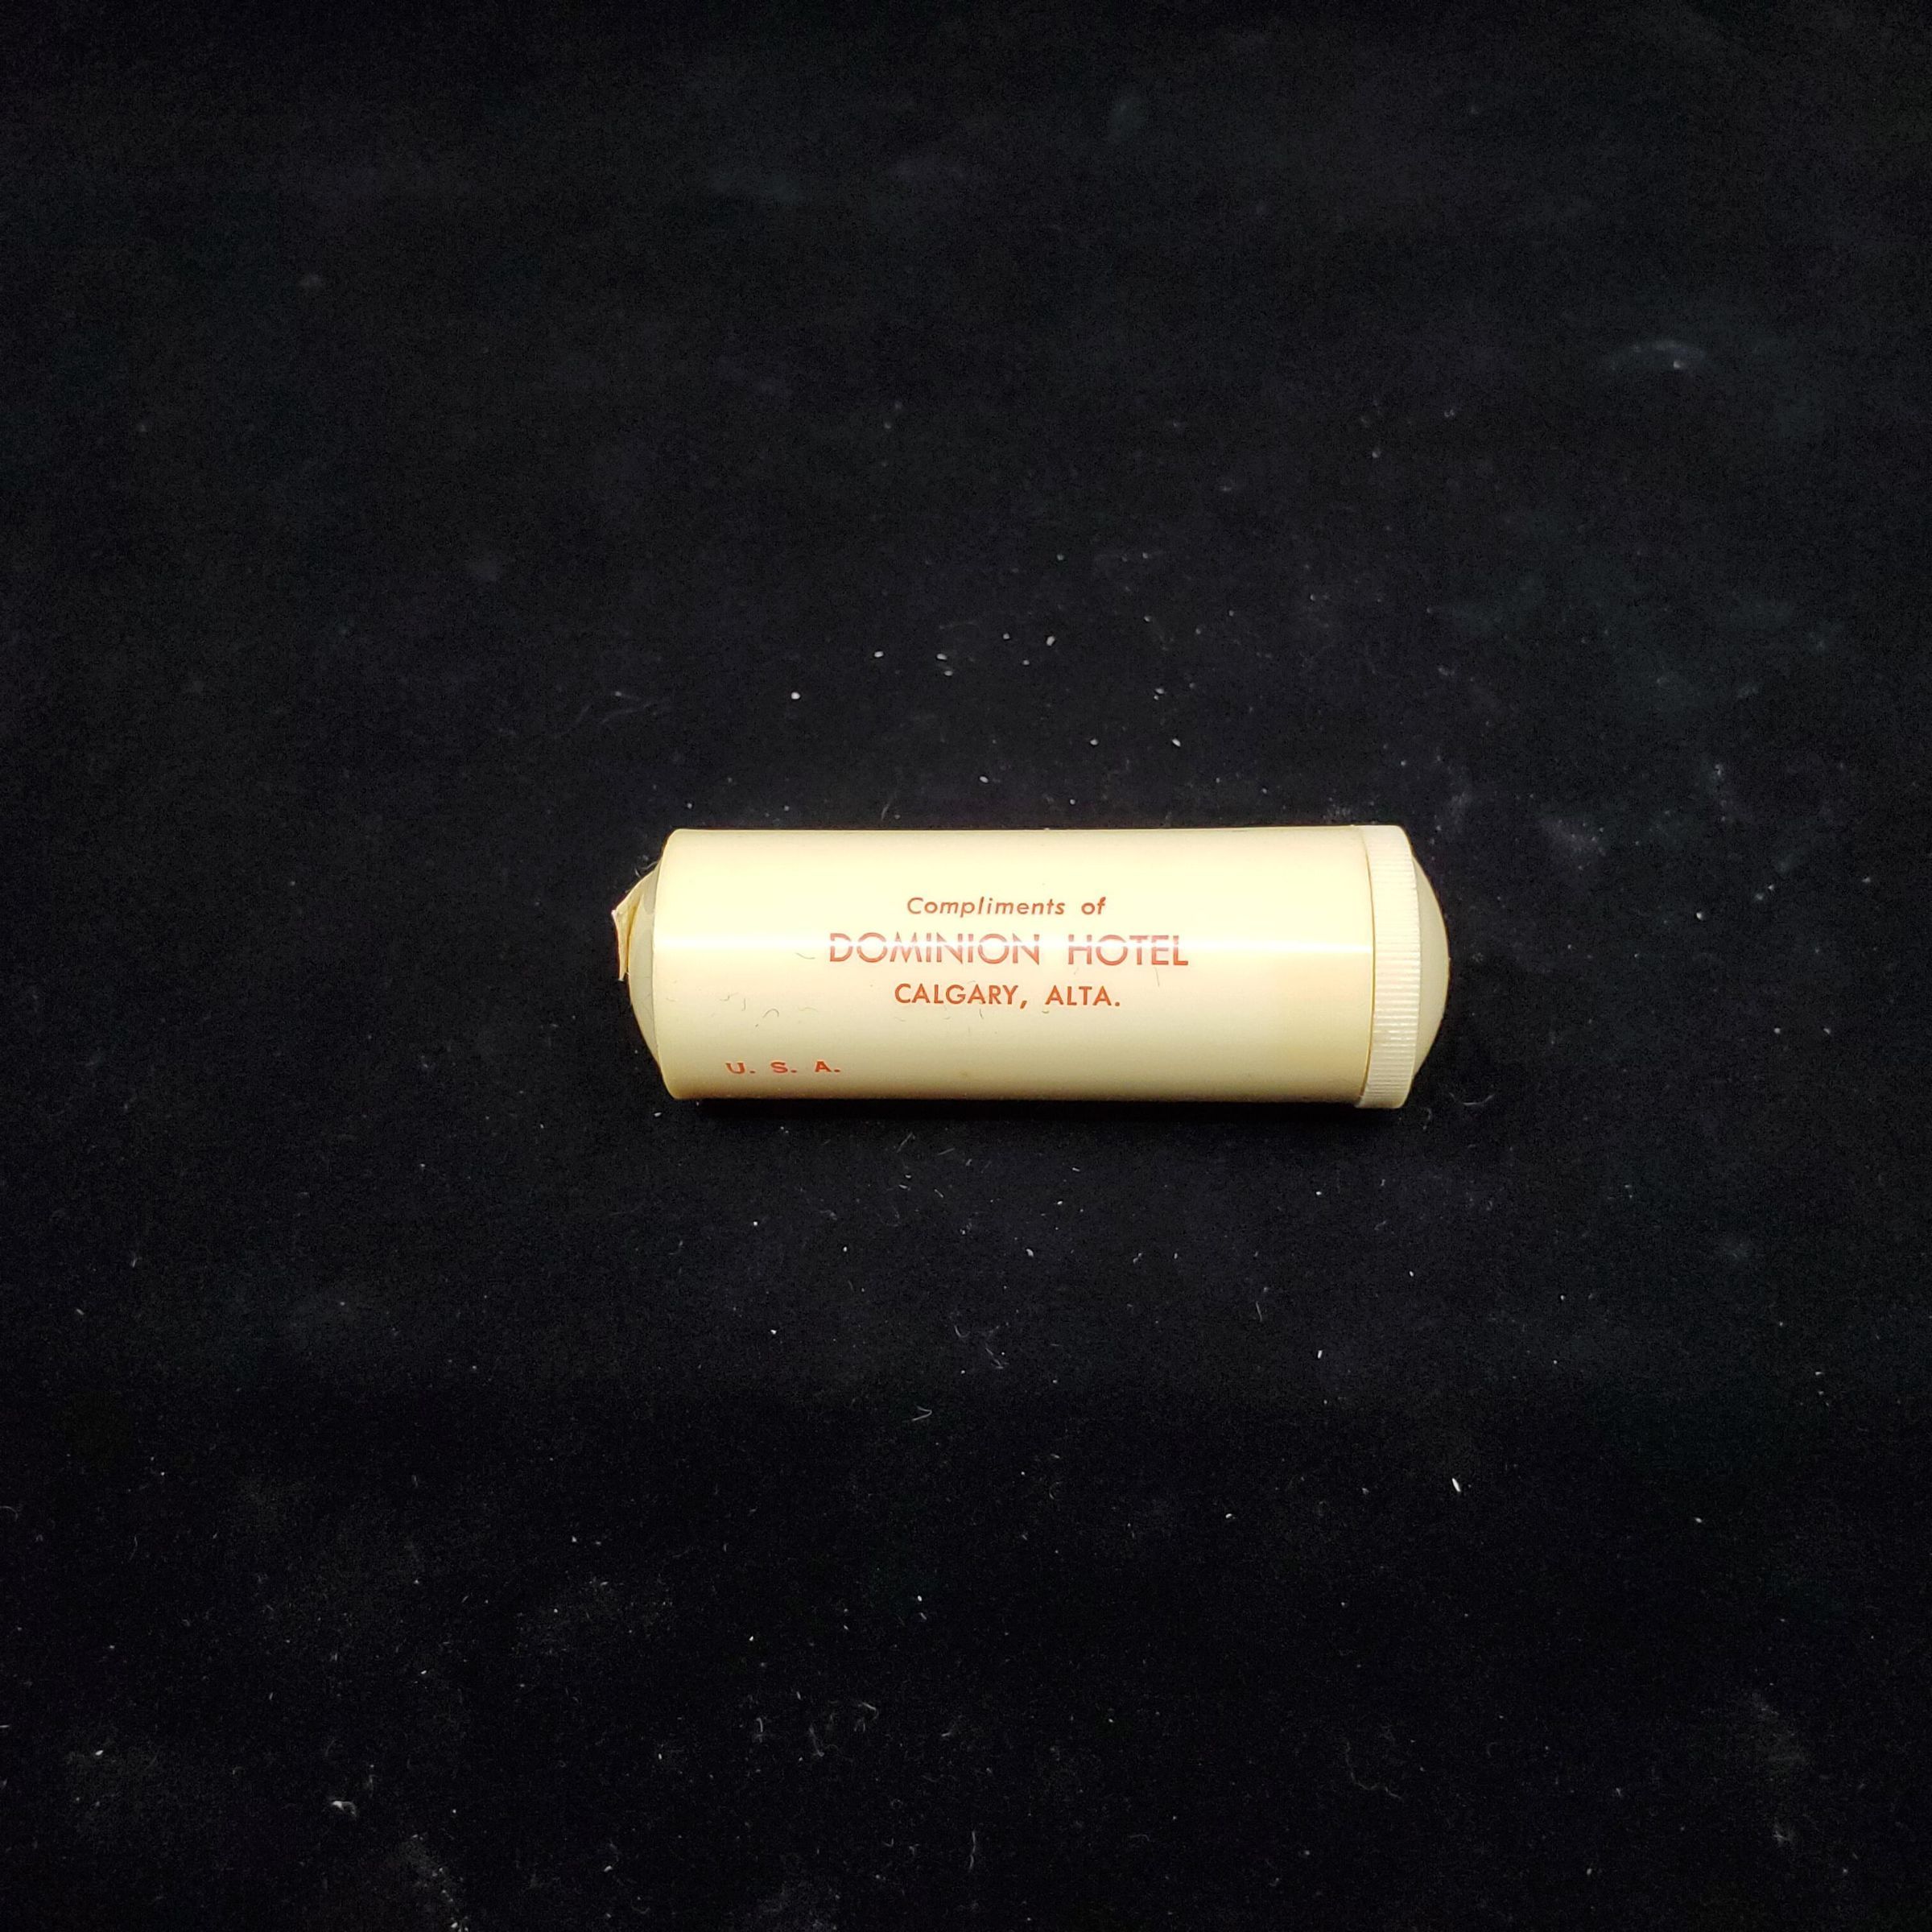 Compliments of
DOMINION HOTEL
CALGARY, ALTA.
U. S. A.